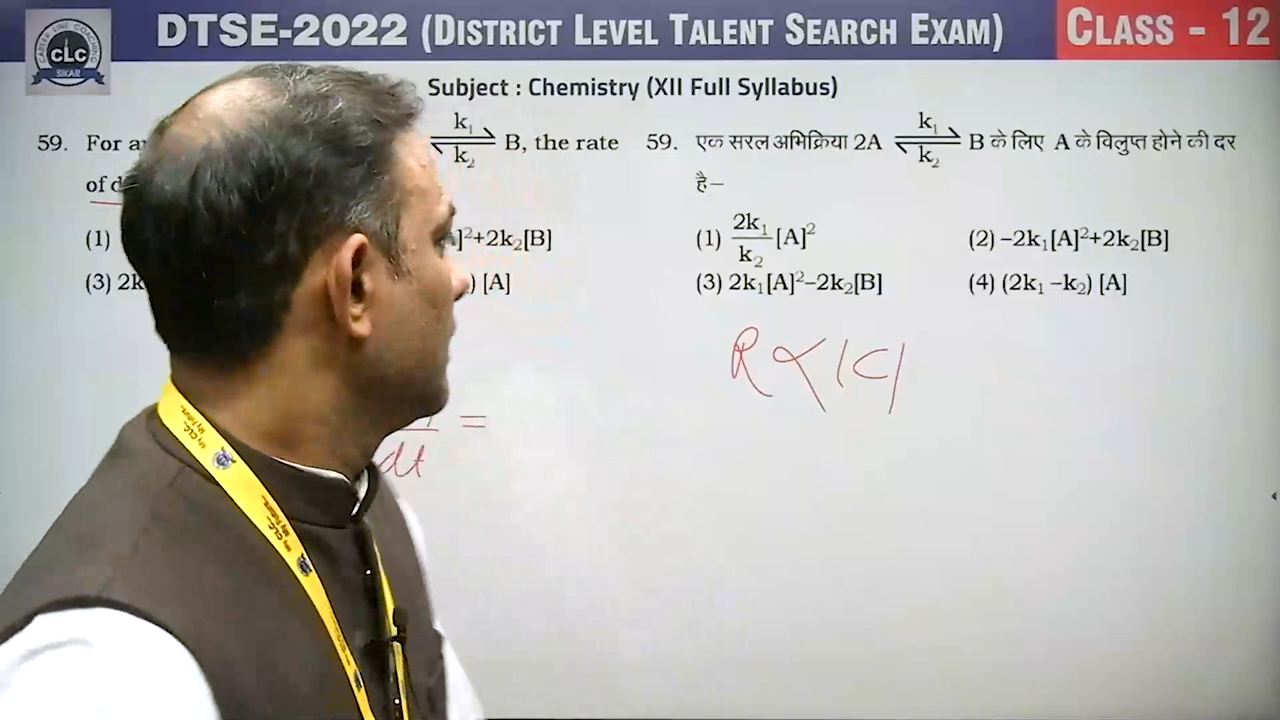 DTSE-2022 (DISTRICT LEVEL TALENT SEARCH EXAM)
CLASS - 12
CLC
SIKAR
Subject : Chemistry (XII Full Syllabus)
59. For k₁ k₂ B, the rate
of
(1) ]²+2k₂[B]
(3) 2k ) [A]
59. एक सरल अभिक्रिया 2A k₁ ⇌ k₂ B के लिए A के विलुप्त होने की दर
है–
(1) 2k₁/k₂ [A]² (2) –2k₁[A]²+2k₂[B]
(3) 2k₁[A]²–2k₂[B] (4) (2k₁ –k₂) [A]
R ∝
dt =